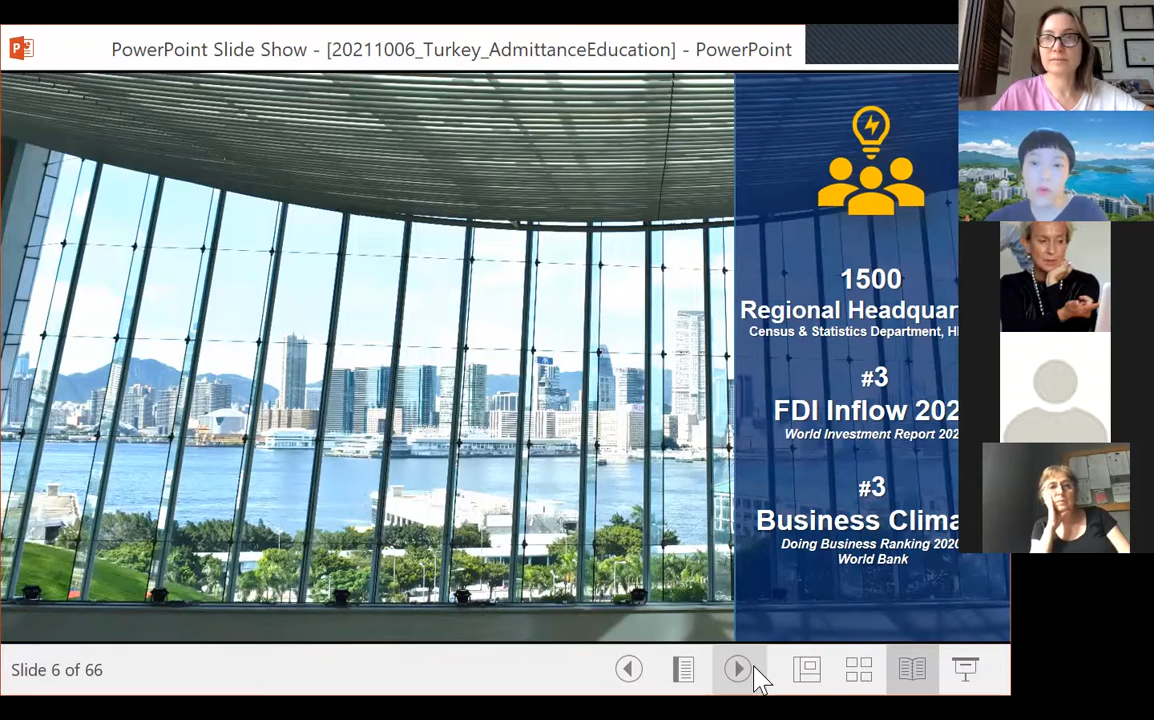 PowerPoint Slide Show - [20211006_Turkey_AdmittanceEducation] - PowerPoint
1500
Regional Headquar
Census & Statistics Department, H
#3
FDI Inflow 202
World Investment Report 202
#3
Business Clima
Doing Business Ranking 2020
World Bank
Slide 6 of 66